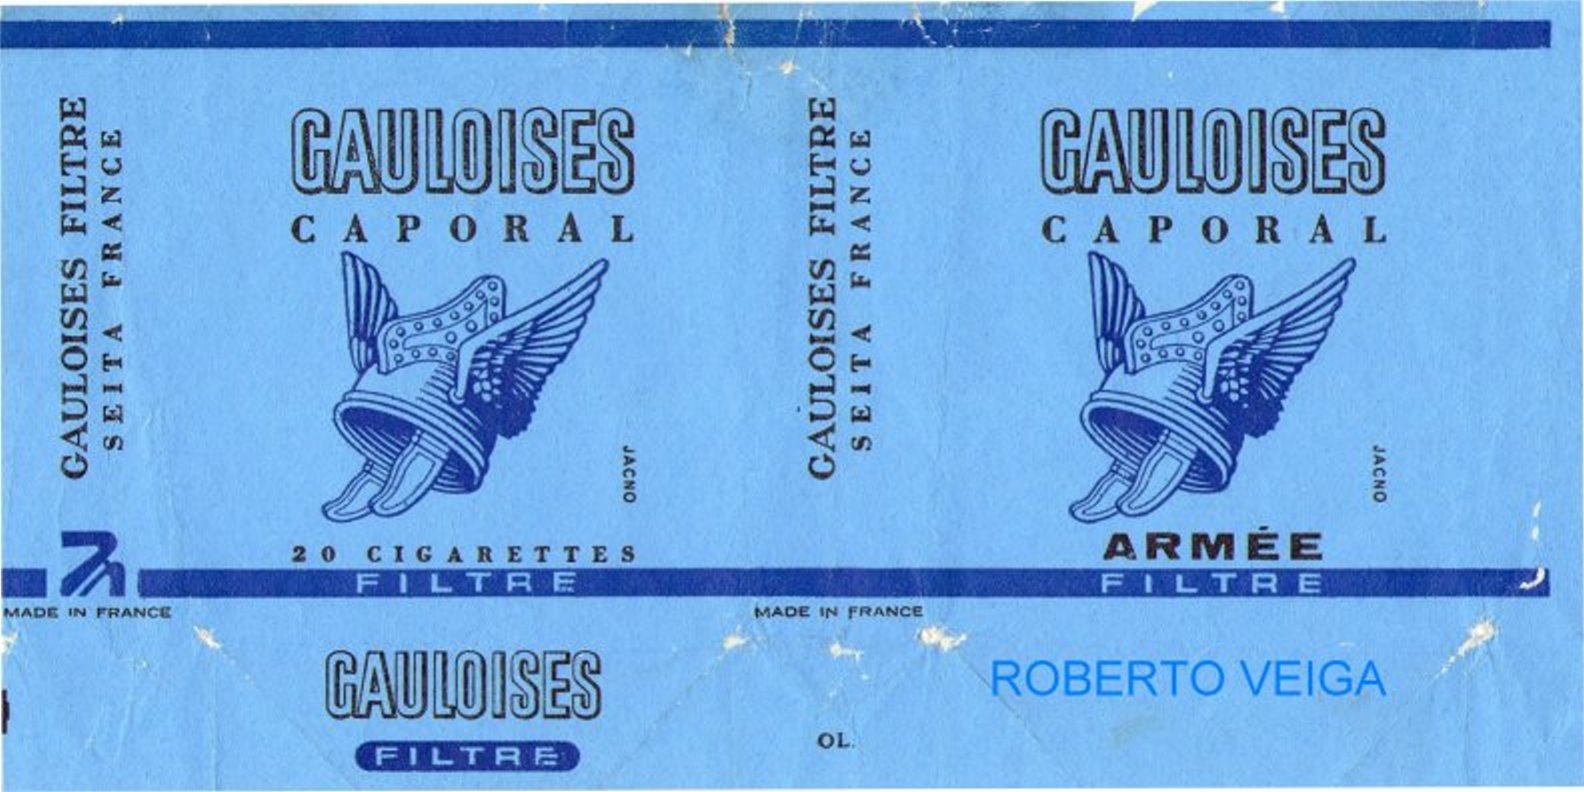 GAULOISES FILTRE
SEITA FRANCE
GAULOISES
CAPORAL
JACNO
20 CIGARETTES
FILTRE
MADE IN FRANCE
GAULOISES
FILTRE
GAULOISES FILTRE
SEITA FRANCE
MADE IN FRANCE
OL.
GAULOISES
CAPORAL
JACNO
ARMÉE
FILTRE
ROBERTO VEIGA